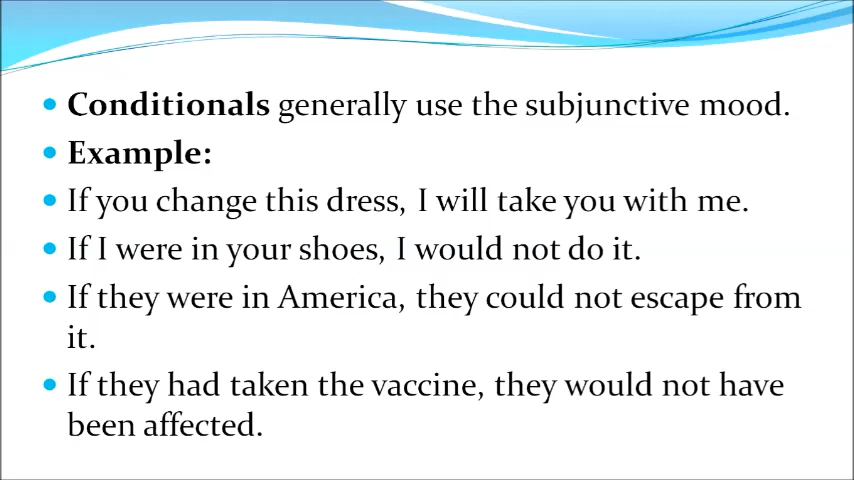 Conditionals generally use the subjunctive mood.
Example:
If you change this dress, I will take you with me.
If I were in your shoes, I would not do it.
If they were in America, they could not escape from
it.
If they had taken the vaccine, they would not have
been affected.